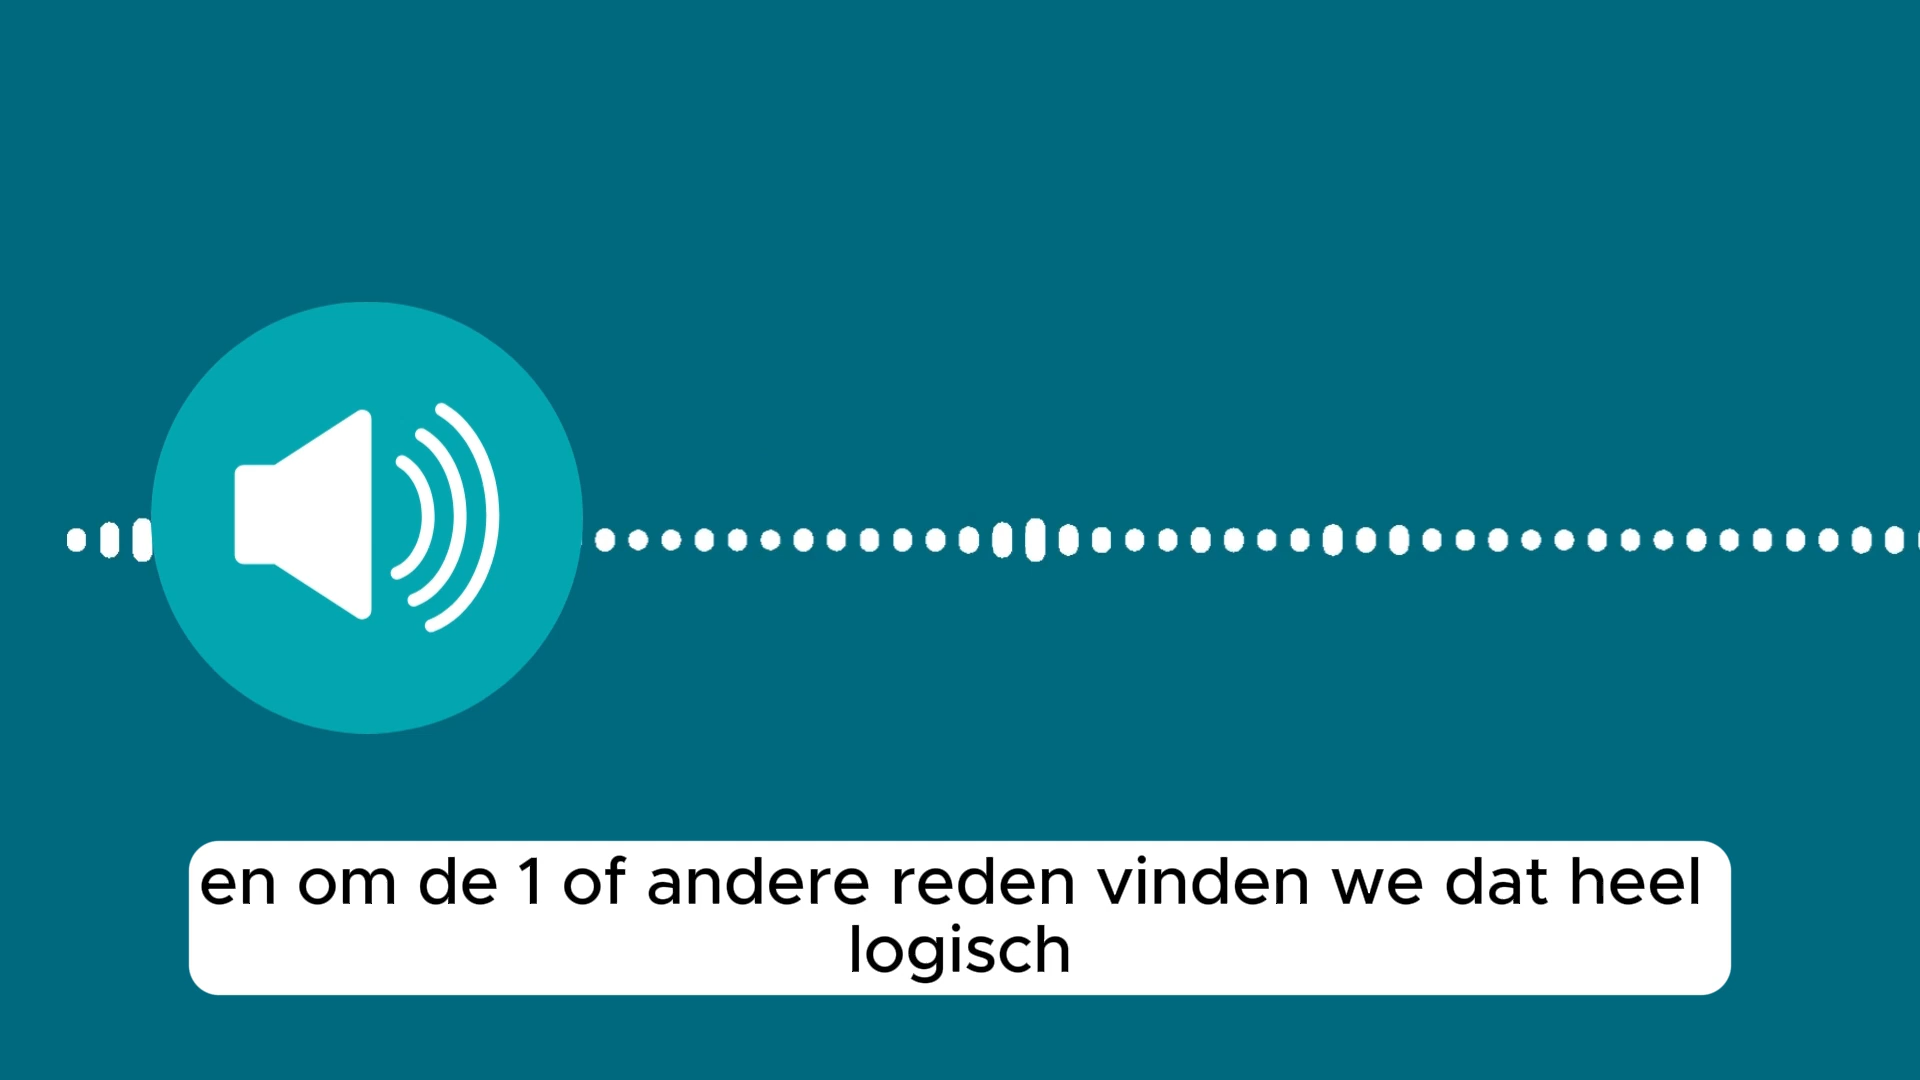 en om de 1 of andere reden vinden we dat heel
logisch